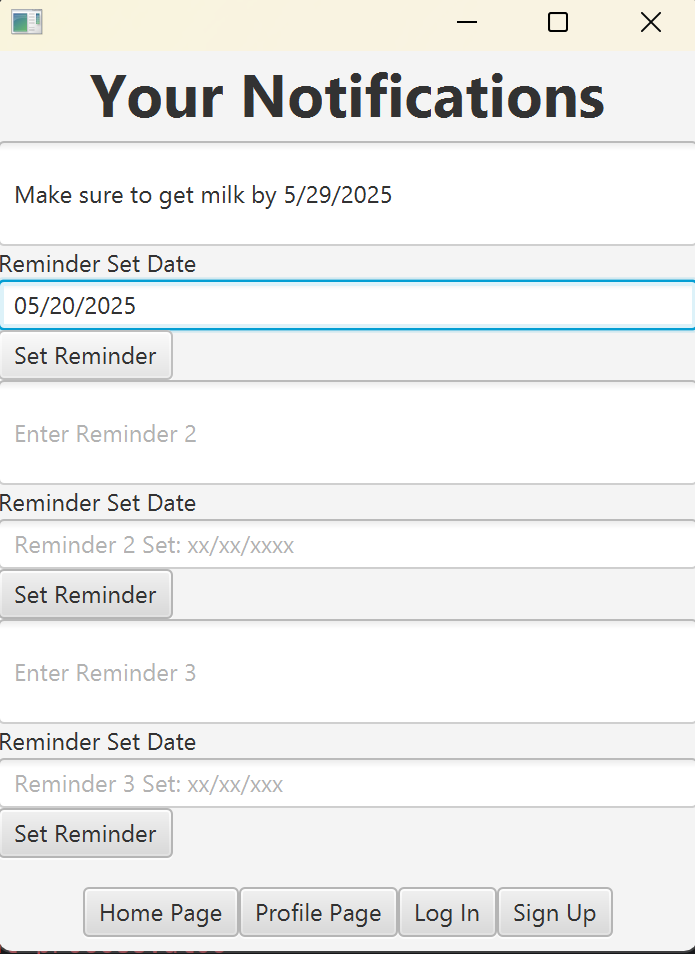 Your Notifications
Make sure to get milk by 5/29/2025
Reminder Set Date
05/20/2025
Set Reminder
Enter Reminder 2
Reminder Set Date
Reminder 2 Set: xx/xx/xxxx
Set Reminder
Enter Reminder 3
Reminder Set Date
Reminder 3 Set: xx/xx/xxx
Set Reminder
Home Page Profile Page Log In Sign Up